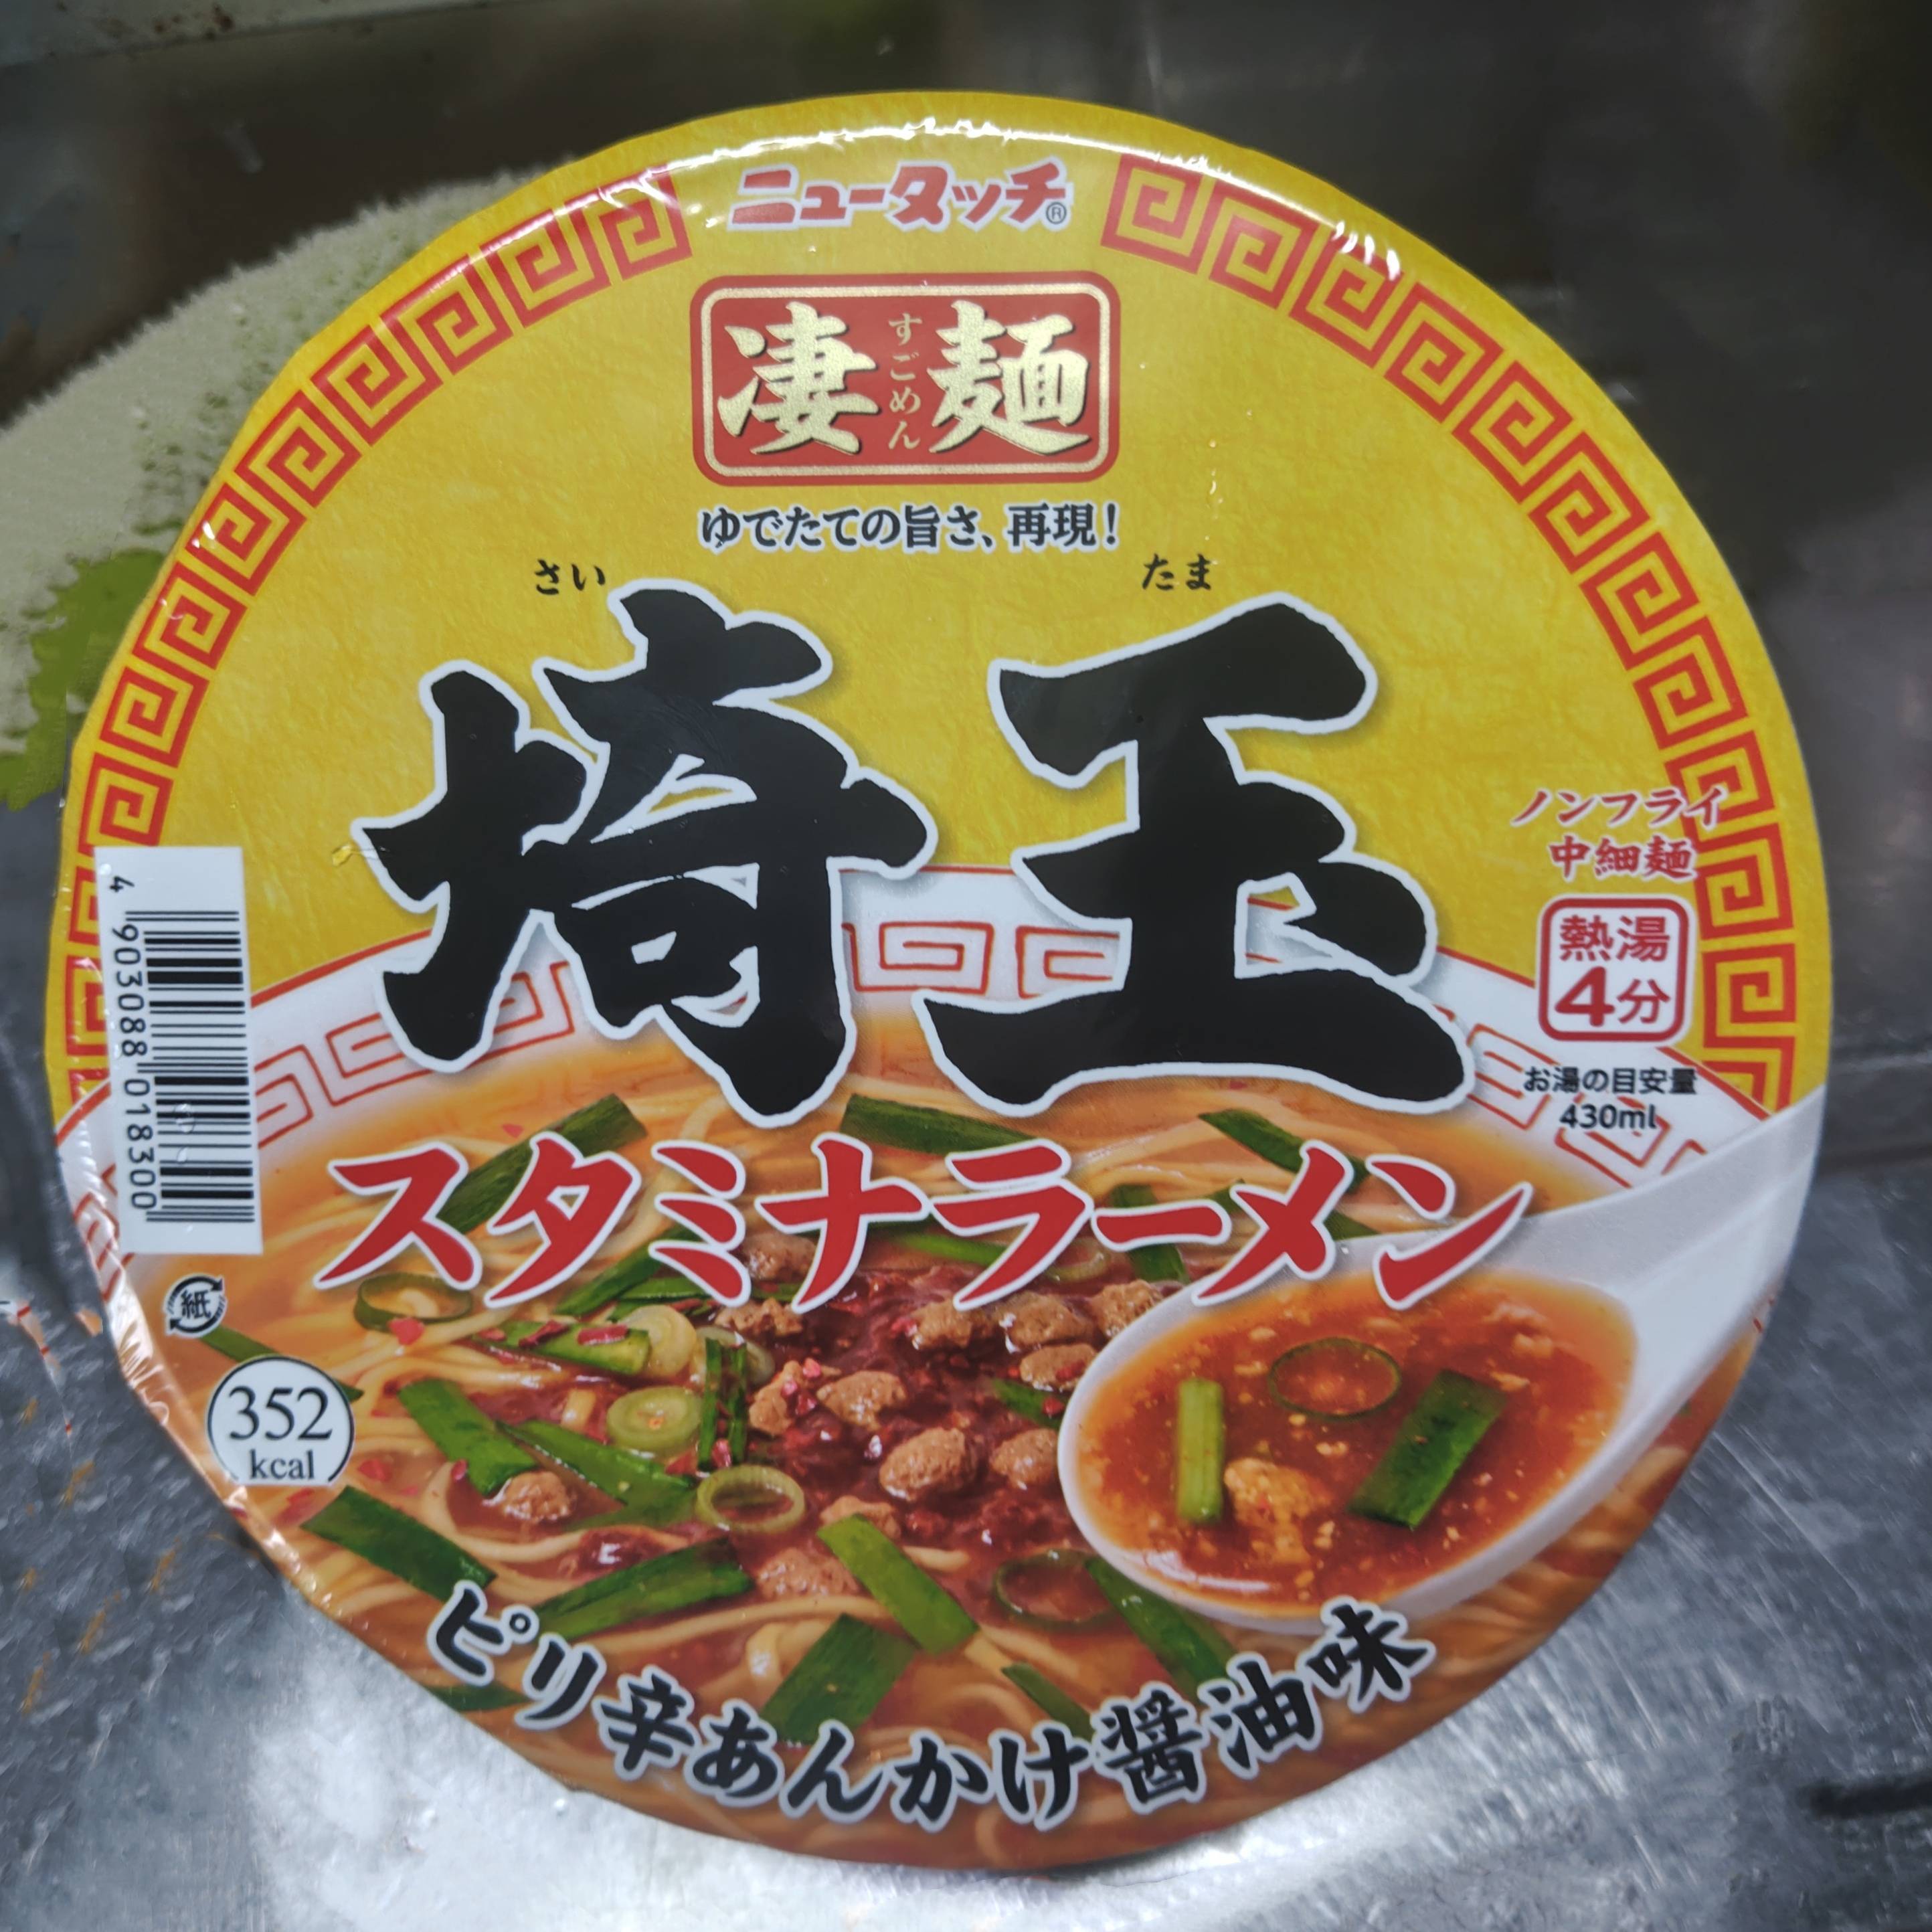 ニュータッチ®
凄麺
すごめん
ゆでたての旨さ、再現!
さい たま
埼玉
ノンフライ
中細麺
熱湯
4分
お湯の目安量
430ml
スタミナラーメン
4 903088 018300
紙
352
kcal
ピリ辛あんかけ醤油味